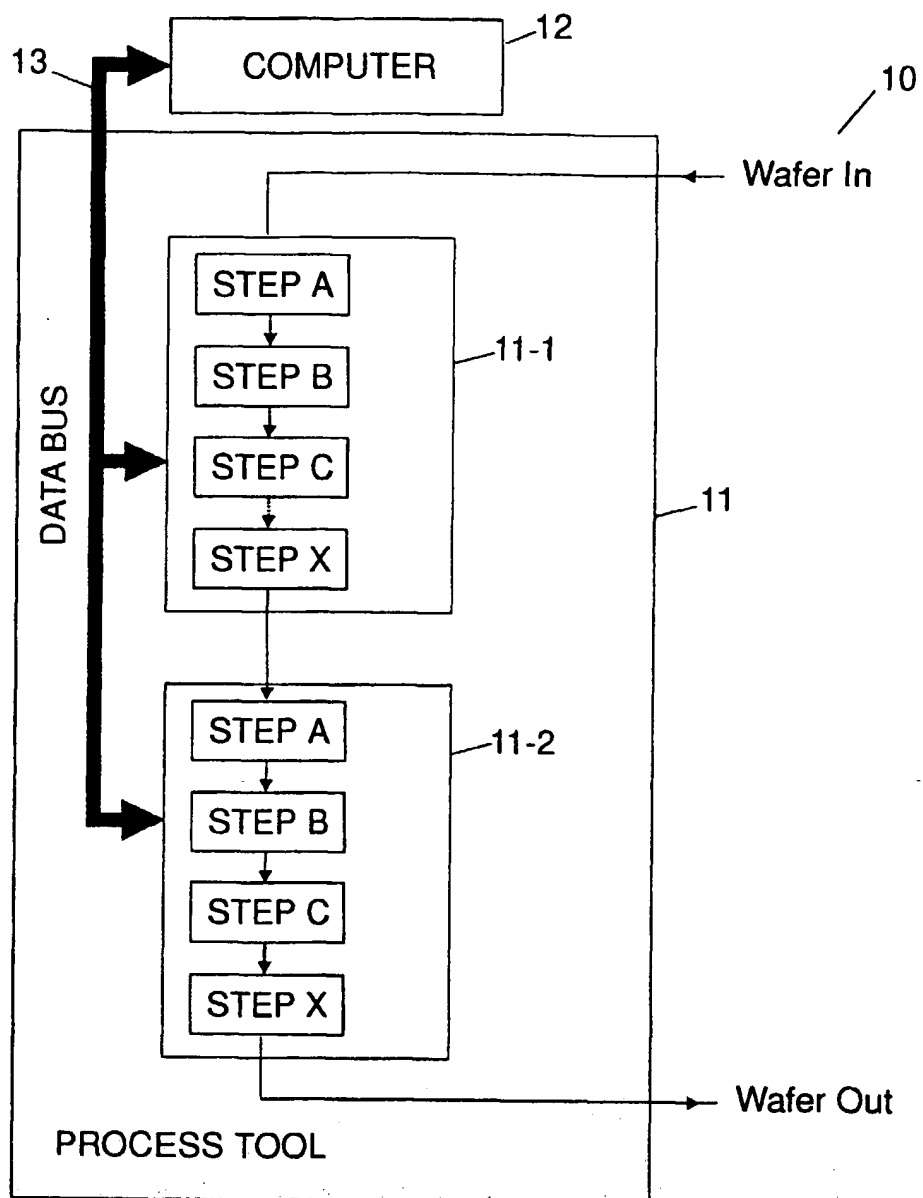 12
13
COMPUTER
10
Wafer In
STEP A
11-1
STEP B
DATA BUS
STEP C
11
STEP X
STEP A
11-2
STEP B
STEP C
STEP X
Wafer Out
PROCESS TOOL